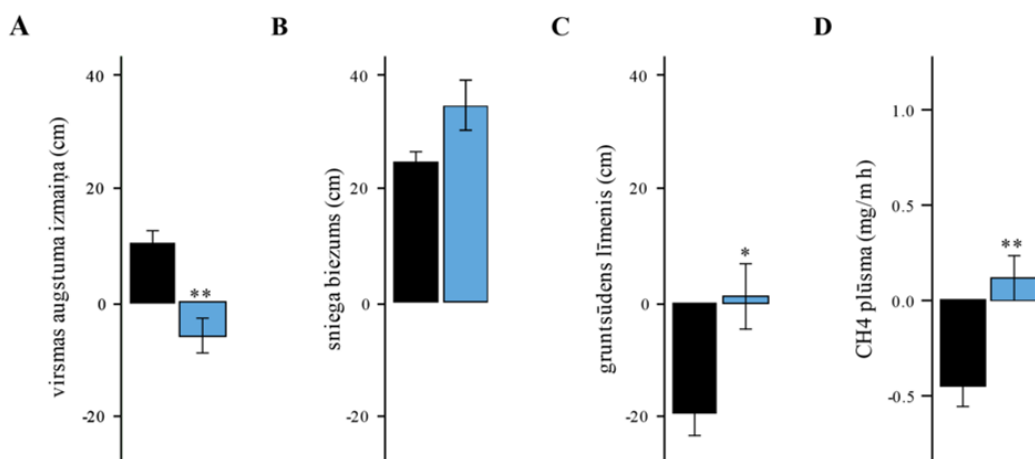 A
B
C
D
virsmas augstuma izmaiņa (cm)
40
20
0
-20
**
sniega biezums (cm)
40
20
0
-20
gruntsūdens līmenis (cm)
40
20
0
-20
*
CH4 plūsma (mg/m h)
1.0
0.5
0.0
-0.5
**